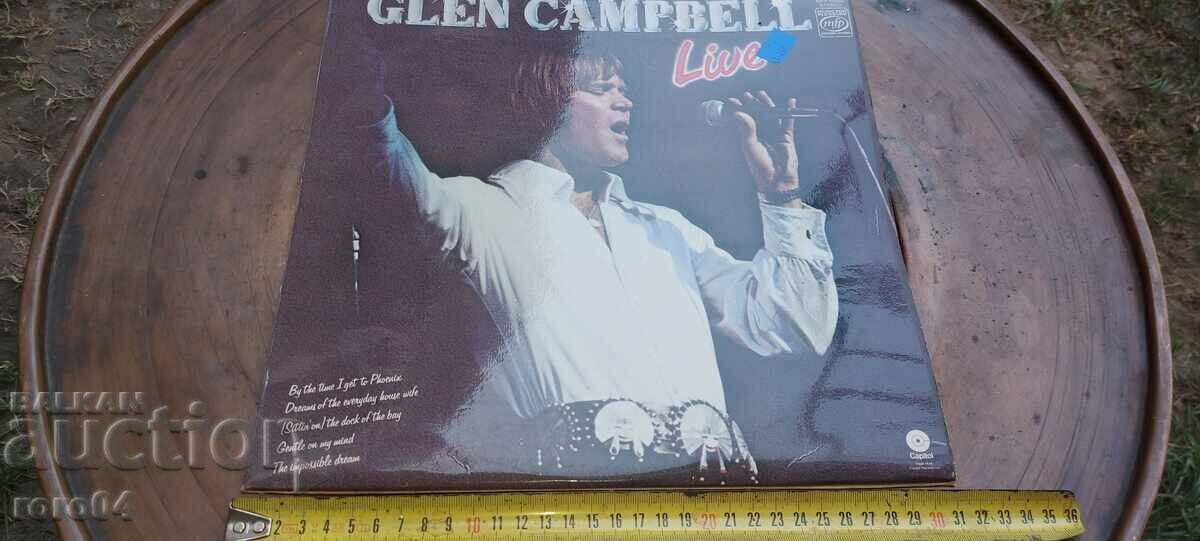 GLEN CAMPBELL
Live
mfp
By the time I get to Phoenix
Dreams of the everyday house wife
(Sittin' on) the dock of the bay
Gentle on my mind
The impossible dream
Capitol
BALKAN
auction
roro04
2 3 4 5 6 7 8 9 10 11 12 13 14 15 16 17 18 19 20 21 22 23 24 25 26 27 28 29 30 31 32 33 34 35 36